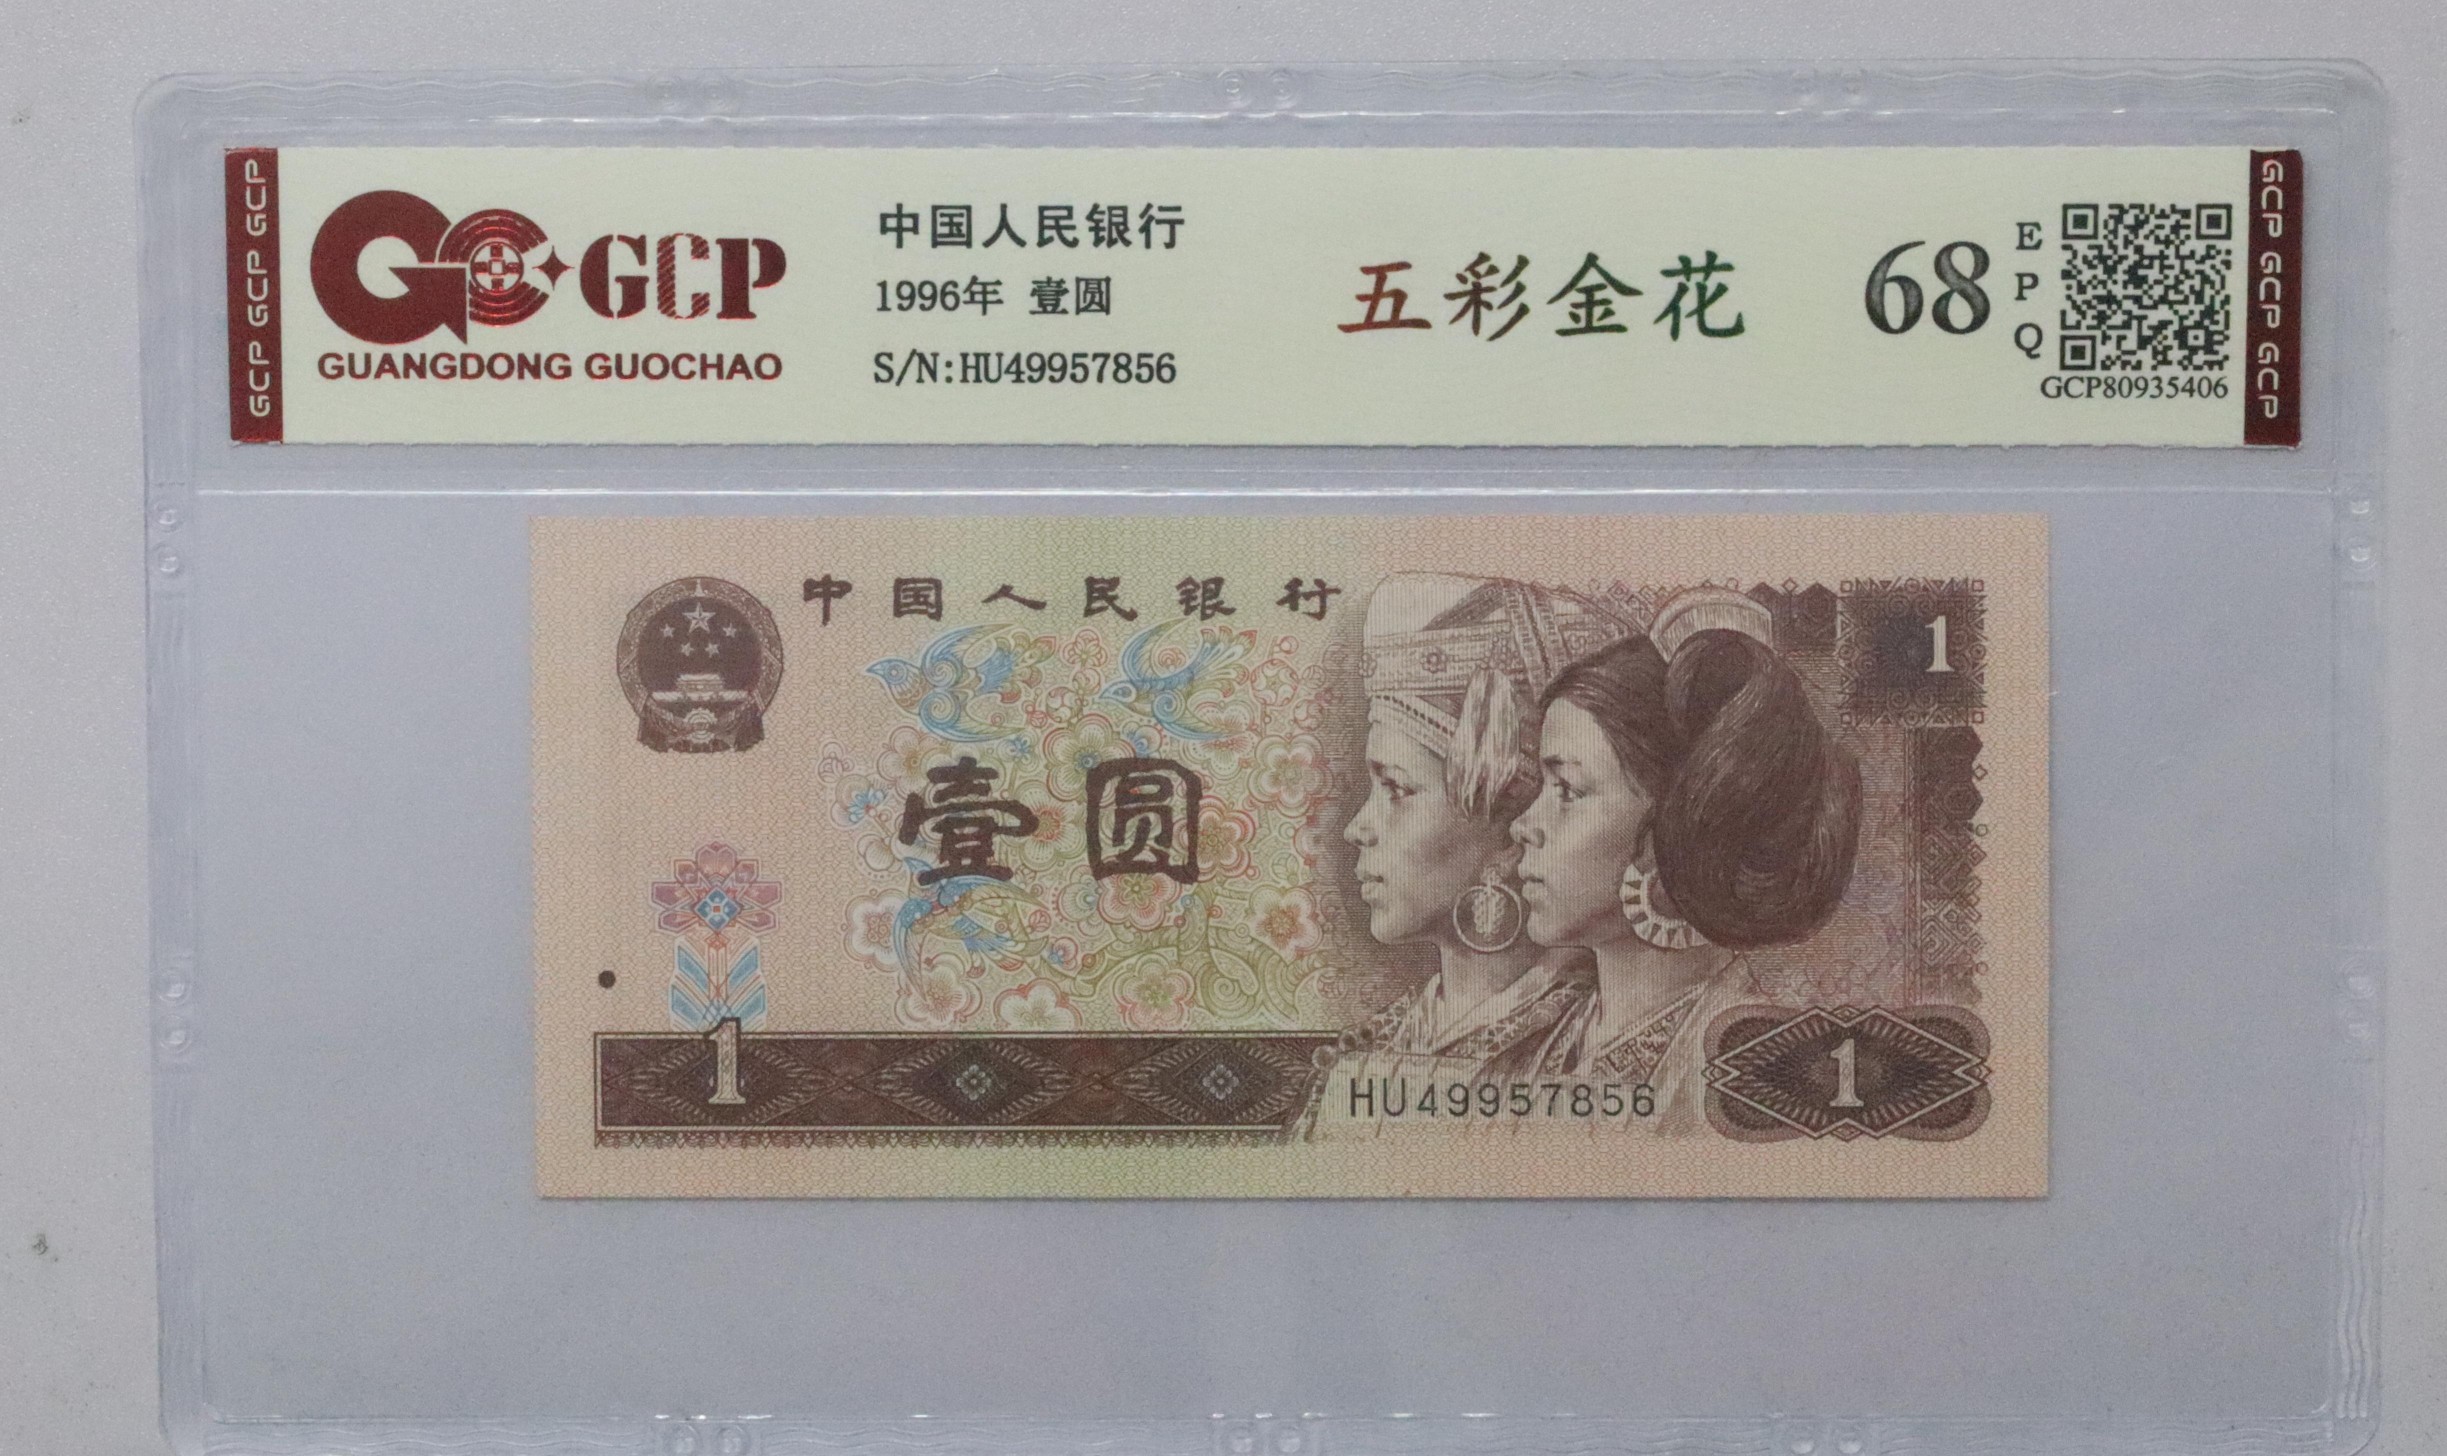 GCP GCP GCP
GCP
GUANGDONG GUOCHAO
中国人民银行
1996年 壹圆
S/N:HU49957856
五彩金花
68
E
P
Q
GCP80935406
GCP GCP GCP
中国人民银行
1
壹圆
1
HU49957856
1